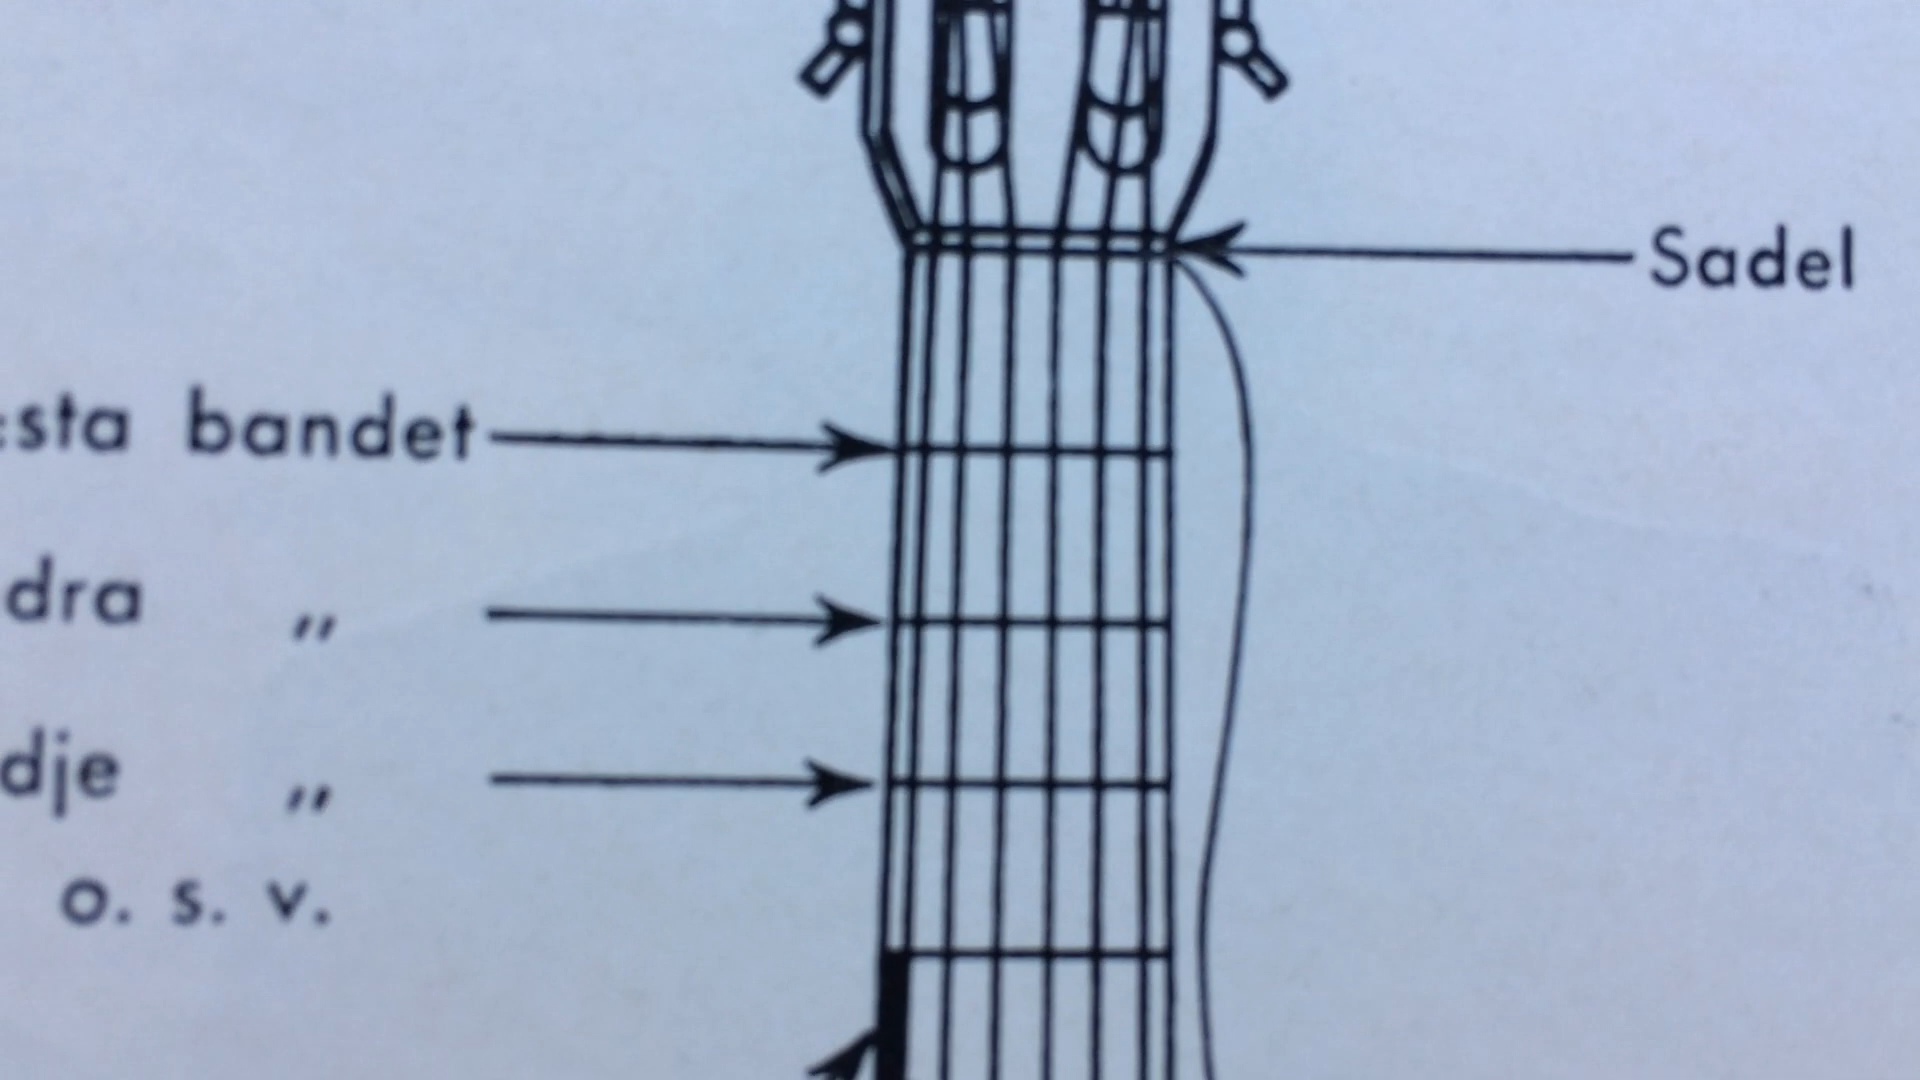 Sadel
sta bandet
dra „
dje „
o. s. v.